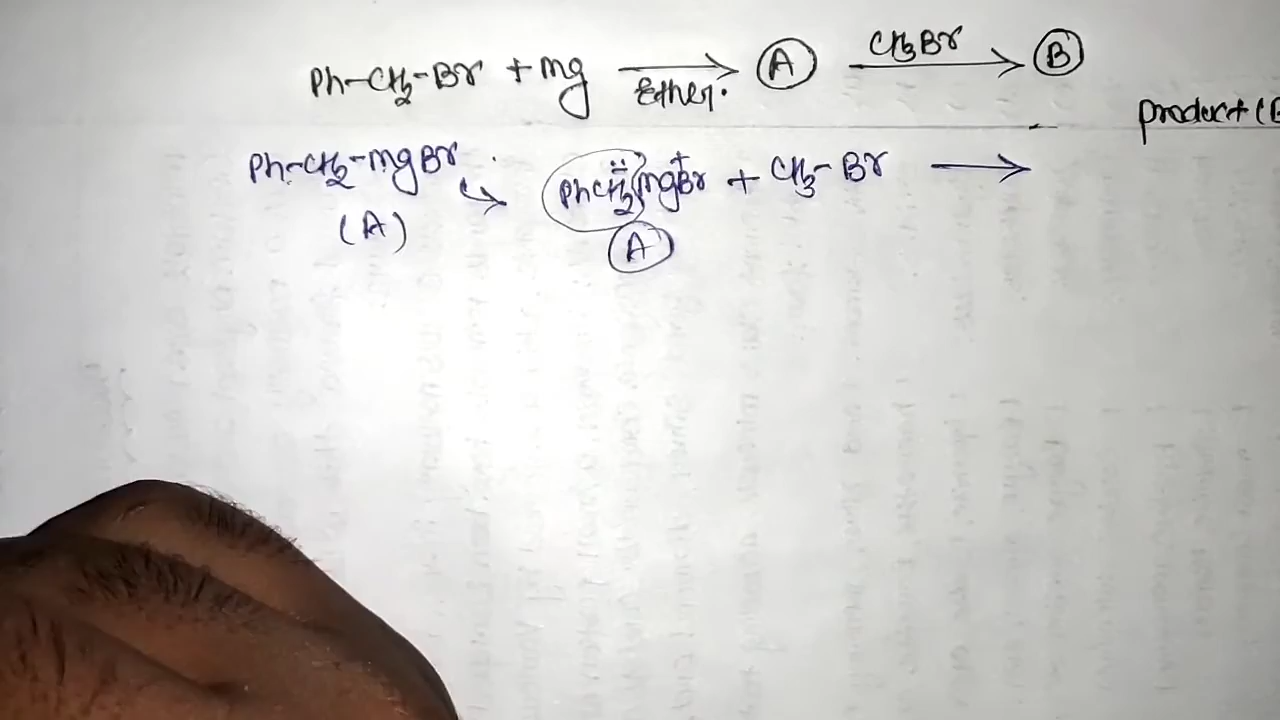 Ph-CH₂-Br + Mg ⟶ Ether. (A) CH₃Br ⟶ (B)
Product (B
Ph-CH₂-MgBr (A)
PhCH₂ MgBr + CH₃-Br ⟶
(A)